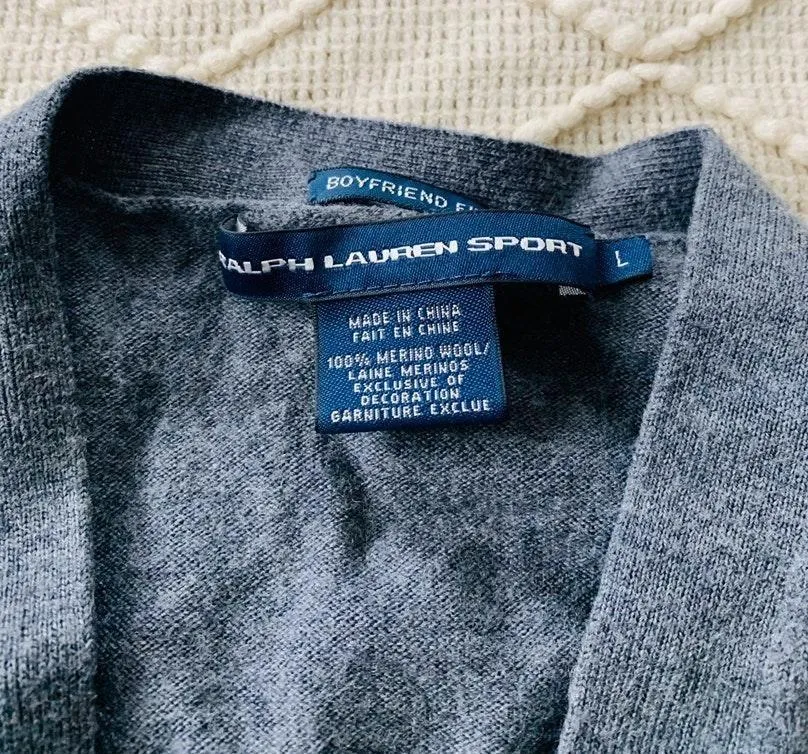 BOYFRIEND
RALPH LAUREN SPORT
L
MADE IN CHINA
FAIT EN CHINE
100% MERINO WOOL/
LAINE MERINOS
EXCLUSIVE OF
DECORATION
GARNITURE EXCLUE